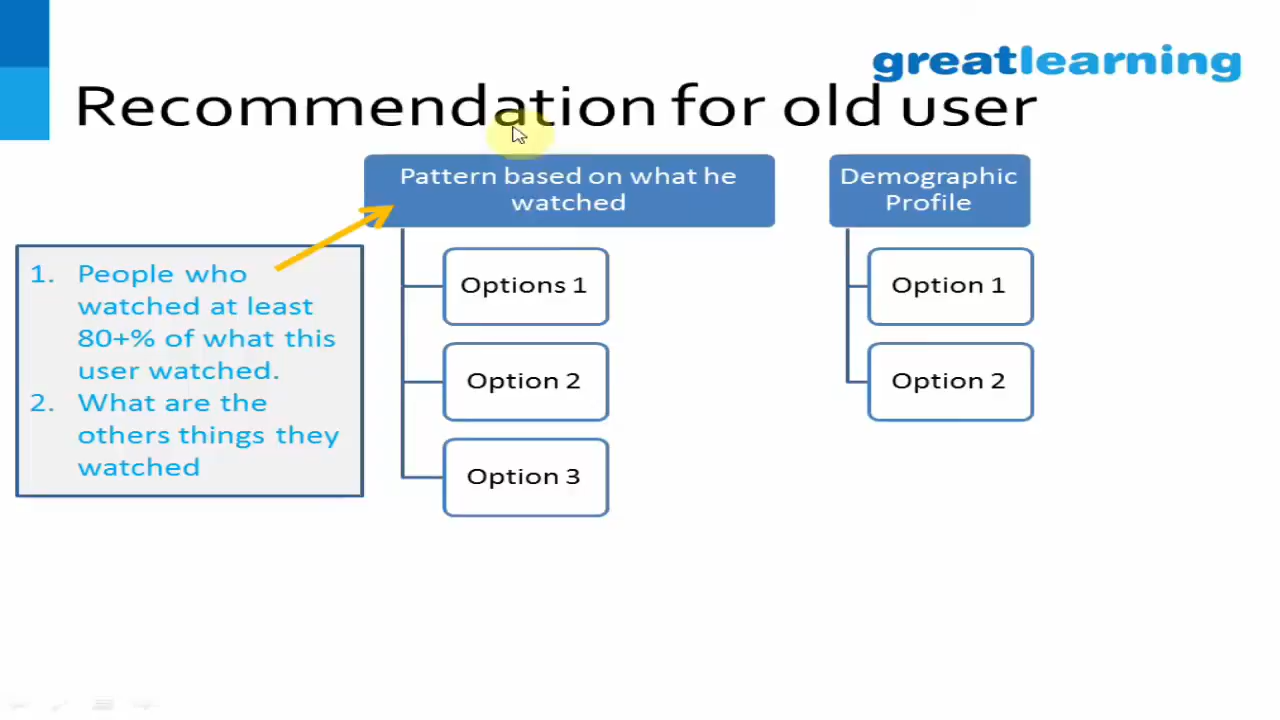 greatlearning
Recommendation for old user
Pattern based on what he
watched
Demographic
Profile
1. People who
watched at least
80+% of what this
user watched.
2. What are the
others things they
watched
Options 1
Option 2
Option 3
Option 1
Option 2